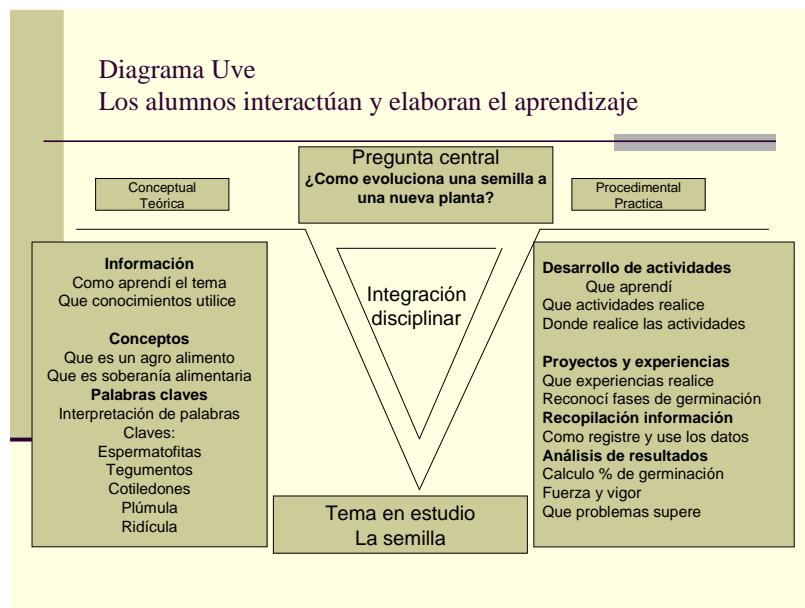 Diagrama Uve
Los alumnos interactúan y elaboran el aprendizaje
Pregunta central
¿Como evoluciona una semilla a
una nueva planta?
Conceptual
Teórica
Procedimental
Practica
Información
Como aprendí el tema
Que conocimientos utilice
Conceptos
Que es un agro alimento
Que es soberanía alimentaria
Palabras claves
Interpretación de palabras
Claves:
Espermatofitas
Tegumentos
Cotiledones
Plúmula
Ridícula
Integración
disciplinar
Desarrollo de actividades
Que aprendí
Que actividades realice
Donde realice las actividades
Proyectos y experiencias
Que experiencias realice
Reconocí fases de germinación
Recopilación información
Como registre y use los datos
Análisis de resultados
Calculo % de germinación
Fuerza y vigor
Que problemas supere
Tema en estudio
La semilla